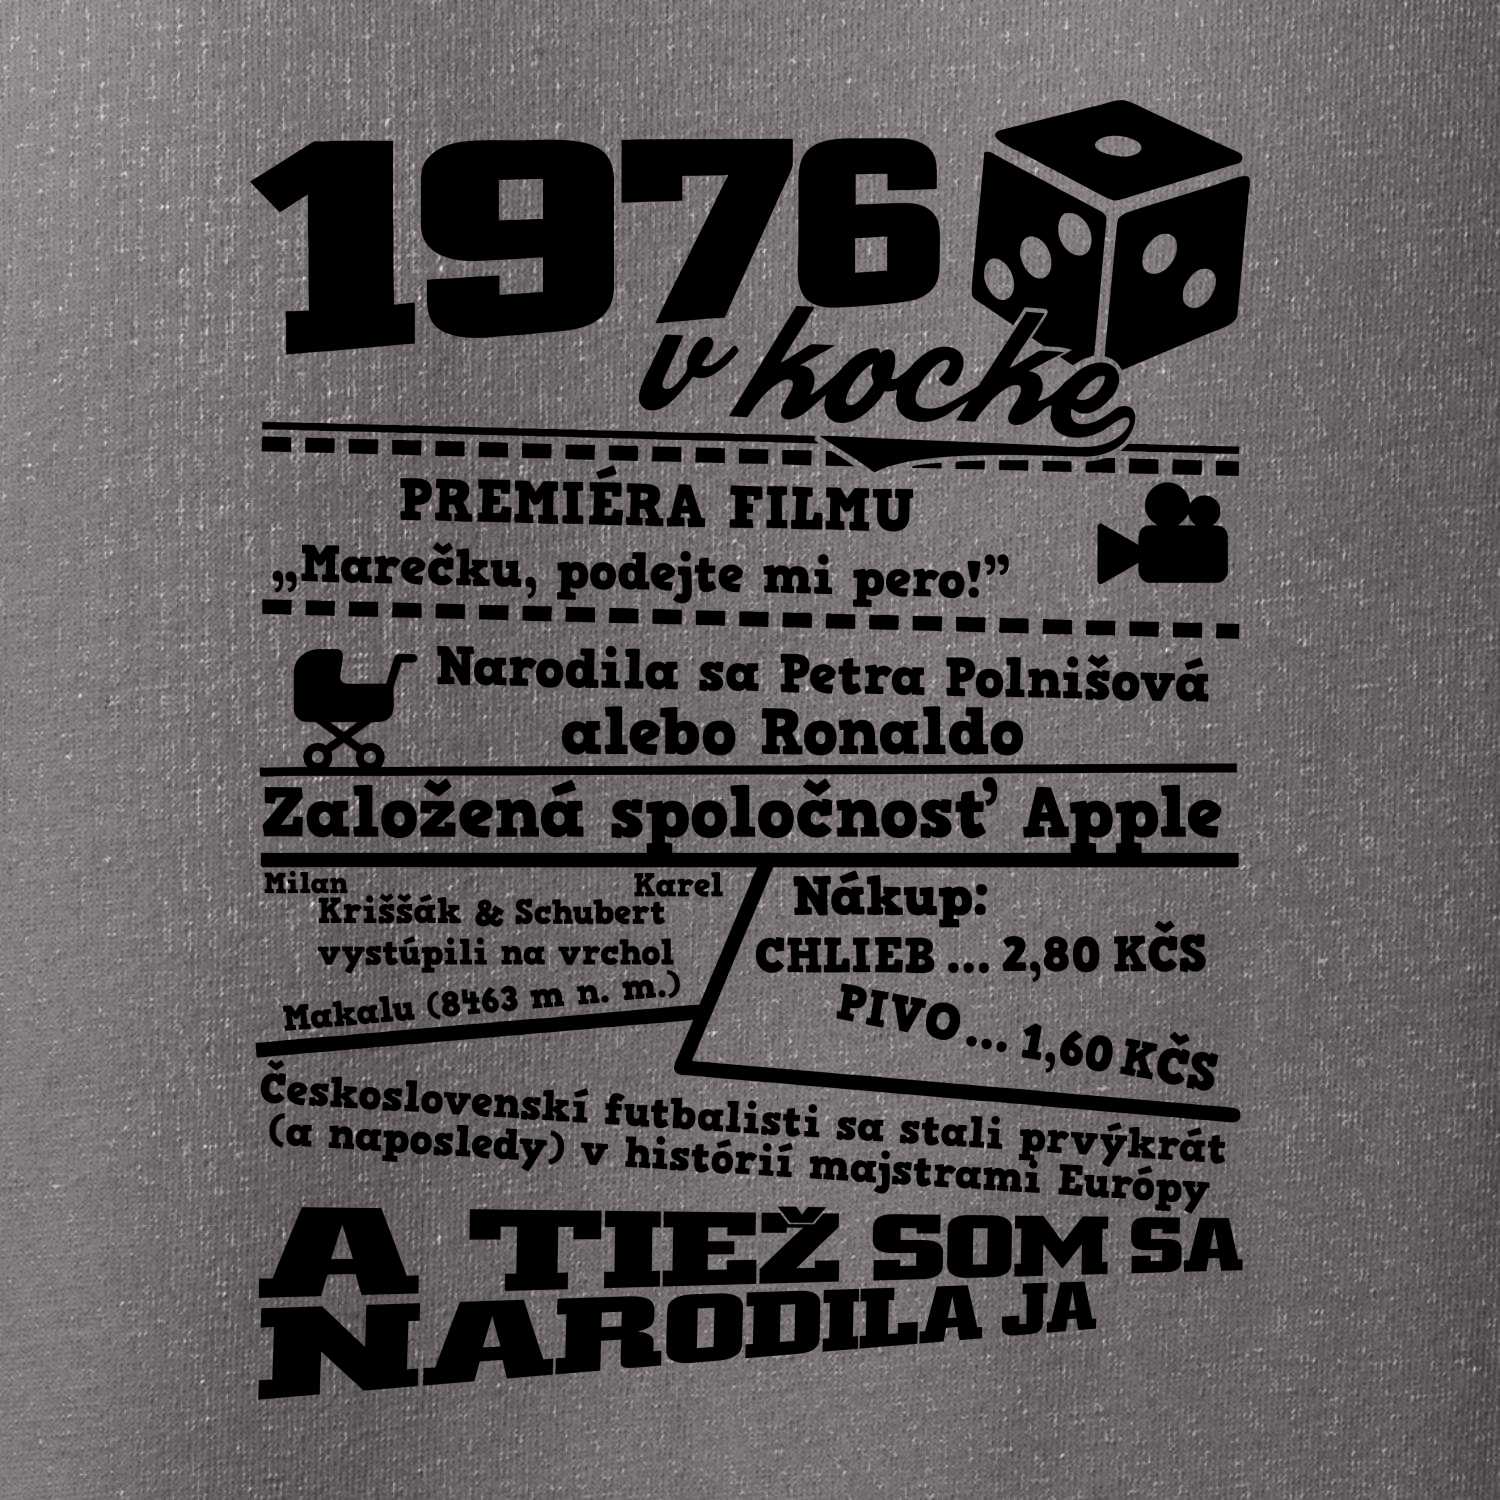 1976
v kocke
PREMIÉRA FILMU
„Marečku, podejte mi pero!”
Narodila sa Petra Polnišová
alebo Ronaldo
Založená spoločnosť Apple
Milan Karel
Kriššák & Schubert
vystúpili na vrchol
Makalu (8463 m n. m.)
Nákup:
CHLIEB ... 2,80 KČS
PIVO ... 1,60 KČS
Československí futbalisti sa stali prvýkrát
(a naposledy) v histórií majstrami Európy
A TIEŽ SOM SA
NARODILA JA